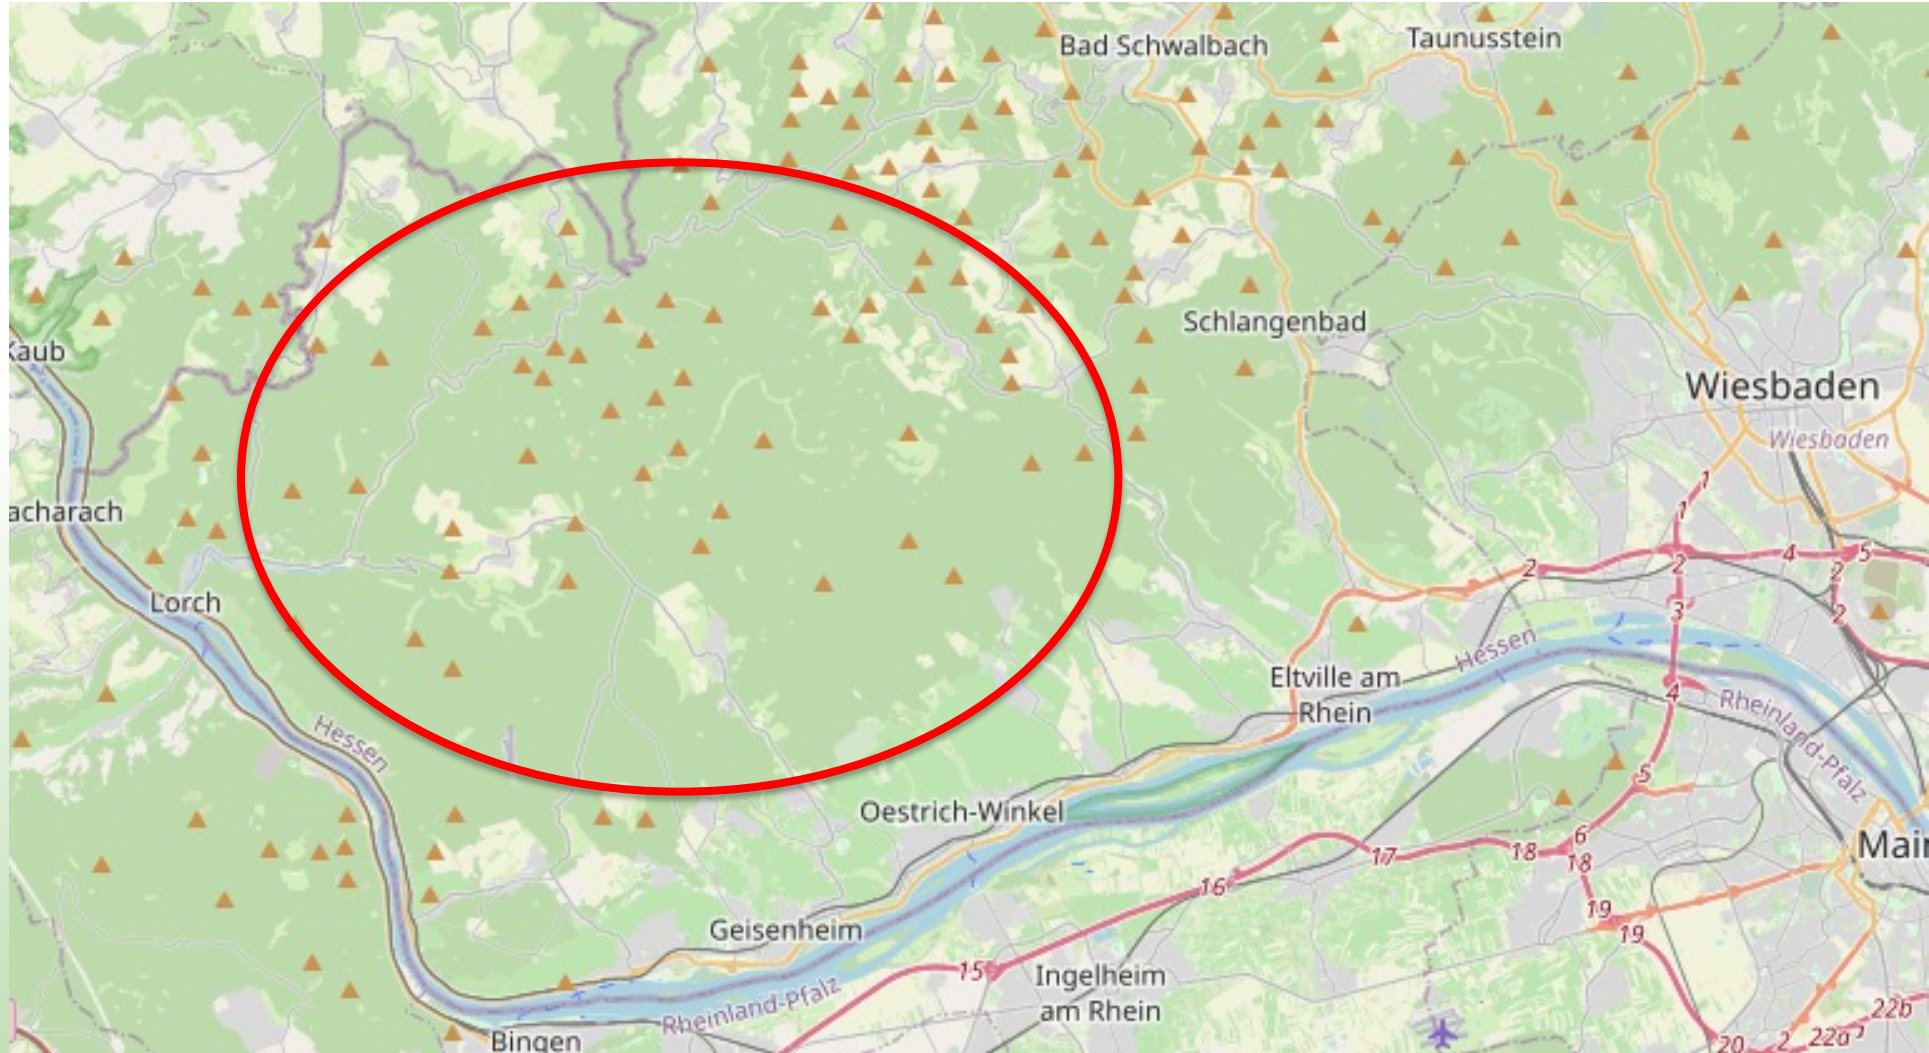 Bad Schwalbach
Taunusstein
Schlangenbad
Kaub
Wiesbaden
Wiesbaden
acharach
1
1
2
2
4
5
2
2
3
Lorch
Hessen
Eltville am
Rhein
4
Rheinland-Pfalz
Hessen
5
Oestrich-Winkel
6
17
18
18
Main
16
19
19
Geisenheim
15
Ingelheim
am Rhein
Rheinland-Pfalz
22b
22a
20
2
Bingen